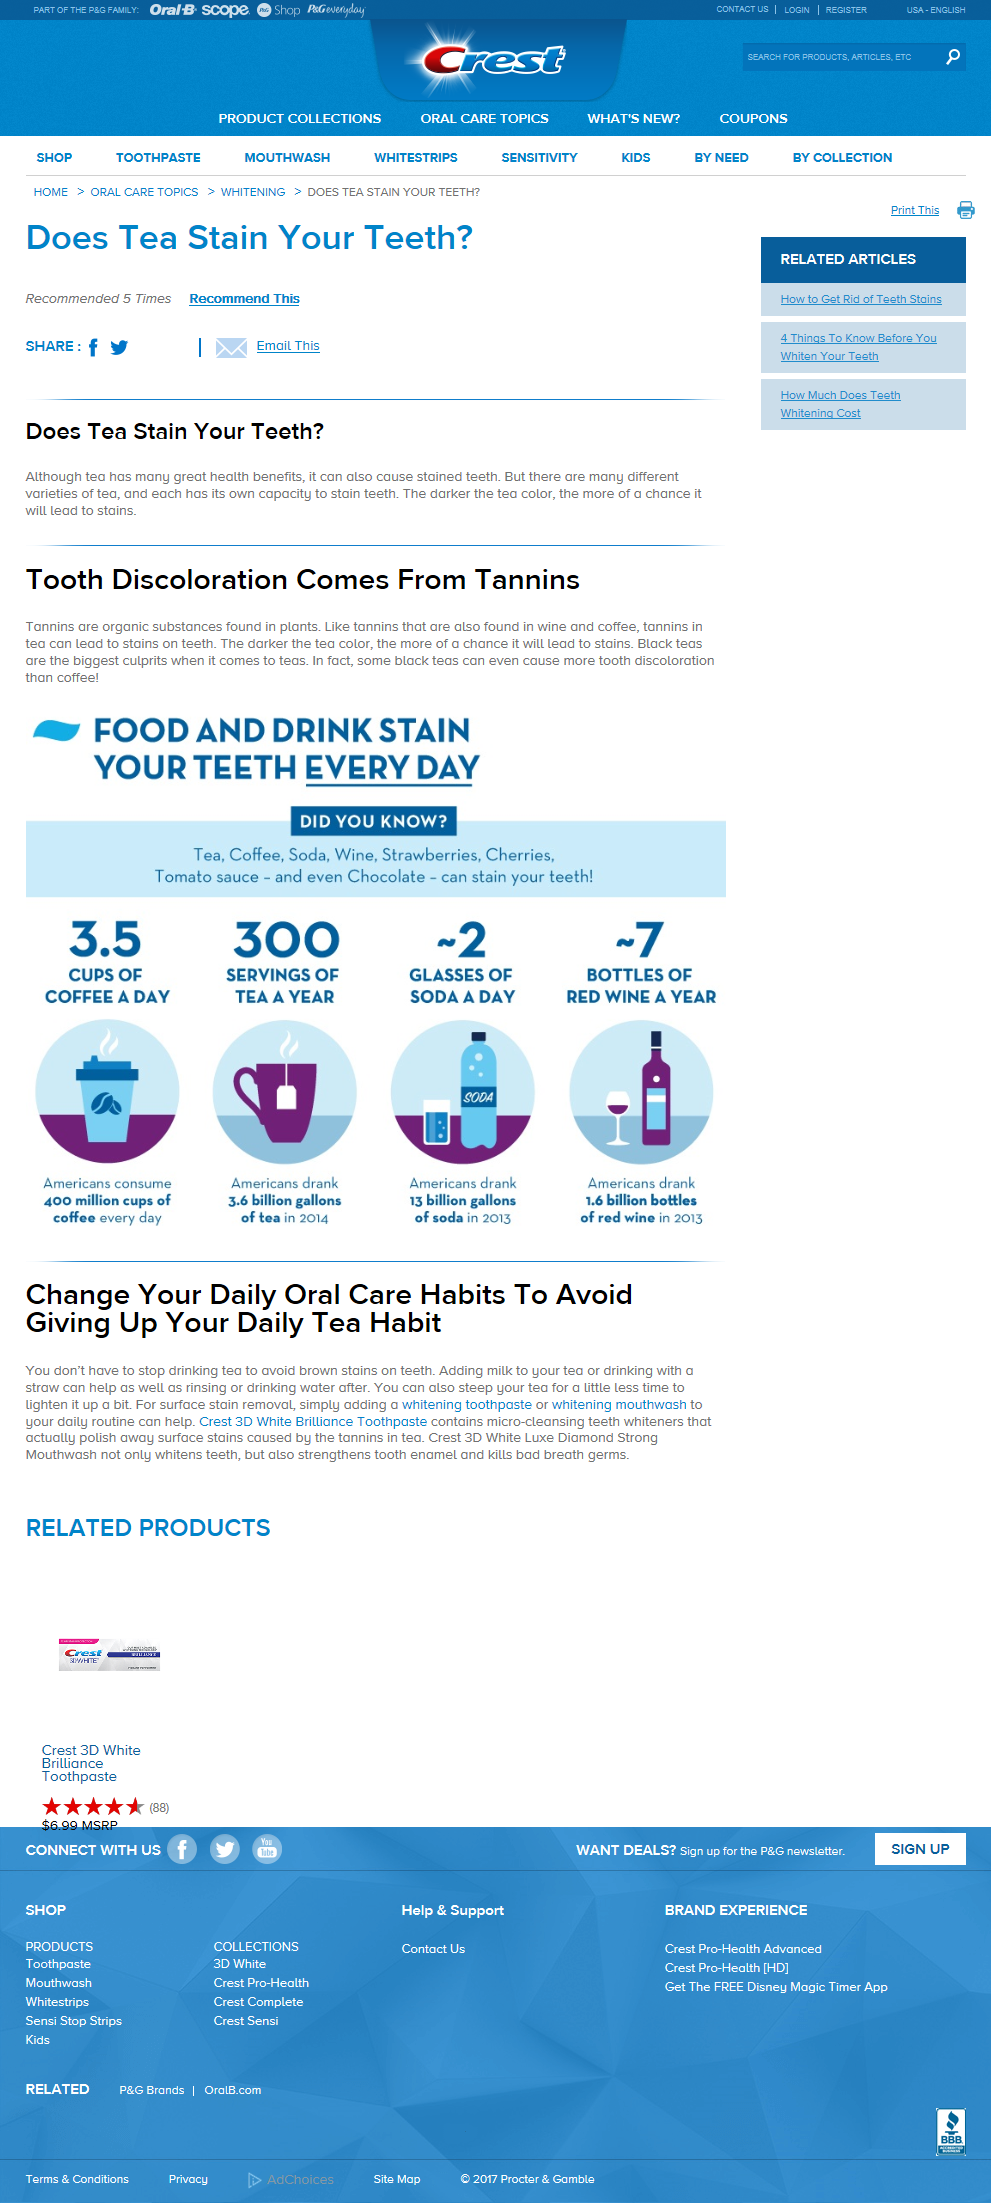 PART OF THE P&G FAMILY: Oral-B scope P&G Shop P&G everyday
CONTACT US | LOGIN | REGISTER USA - ENGLISH
Crest
SEARCH FOR PRODUCTS, ARTICLES, ETC
PRODUCT COLLECTIONS ORAL CARE TOPICS WHAT'S NEW? COUPONS
SHOP TOOTHPASTE MOUTHWASH WHITESTRIPS SENSITIVITY KIDS BY NEED BY COLLECTION
HOME > ORAL CARE TOPICS > WHITENING > DOES TEA STAIN YOUR TEETH?
Print This
Does Tea Stain Your Teeth?
Recommended 5 Times Recommend This
SHARE : | Email This
RELATED ARTICLES
How to Get Rid of Teeth Stains
4 Things To Know Before You
Whiten Your Teeth
How Much Does Teeth
Whitening Cost
Does Tea Stain Your Teeth?
Although tea has many great health benefits, it can also cause stained teeth. But there are many different
varieties of tea, and each has its own capacity to stain teeth. The darker the tea color, the more of a chance it
will lead to stains.
Tooth Discoloration Comes From Tannins
Tannins are organic substances found in plants. Like tannins that are also found in wine and coffee, tannins in
tea can lead to stains on teeth. The darker the tea color, the more of a chance it will lead to stains. Black teas
are the biggest culprits when it comes to teas. In fact, some black teas can even cause more tooth discoloration
than coffee!
FOOD AND DRINK STAIN
YOUR TEETH EVERY DAY
DID YOU KNOW?
Tea, Coffee, Soda, Wine, Strawberries, Cherries,
Tomato sauce - and even Chocolate - can stain your teeth!
3.5
CUPS OF
COFFEE A DAY
Americans consume
400 million cups of
coffee every day
300
SERVINGS OF
TEA A YEAR
Americans drank
3.6 billion gallons
of tea in 2014
~2
GLASSES OF
SODA A DAY
SODA
Americans drank
13 billion gallons
of soda in 2013
~7
BOTTLES OF
RED WINE A YEAR
Americans drank
1.6 billion bottles
of red wine in 2013
Change Your Daily Oral Care Habits To Avoid
Giving Up Your Daily Tea Habit
You don't have to stop drinking tea to avoid brown stains on teeth. Adding milk to your tea or drinking with a
straw can help as well as rinsing or drinking water after. You can also steep your tea for a little less time to
lighten it up a bit. For surface stain removal, simply adding a whitening toothpaste or whitening mouthwash to
your daily routine can help. Crest 3D White Brilliance Toothpaste contains micro-cleansing teeth whiteners that
actually polish away surface stains caused by the tannins in tea. Crest 3D White Luxe Diamond Strong
Mouthwash not only whitens teeth, but also strengthens tooth enamel and kills bad breath germs.
RELATED PRODUCTS
Crest
3D WHITE
BRILLIANCE
Crest 3D White
Brilliance
Toothpaste
(88)
$6.99 MSRP
CONNECT WITH US You Tube
WANT DEALS? Sign up for the P&G newsletter. SIGN UP
SHOP
PRODUCTS
Toothpaste
Mouthwash
Whitestrips
Sensi Stop Strips
Kids
COLLECTIONS
3D White
Crest Pro-Health
Crest Complete
Crest Sensi
Help & Support
Contact Us
BRAND EXPERIENCE
Crest Pro-Health Advanced
Crest Pro-Health [HD]
Get The FREE Disney Magic Timer App
RELATED P&G Brands | OralB.com
BBB
ACCREDITED
BUSINESS
Terms & Conditions Privacy AdChoices Site Map © 2017 Procter & Gamble